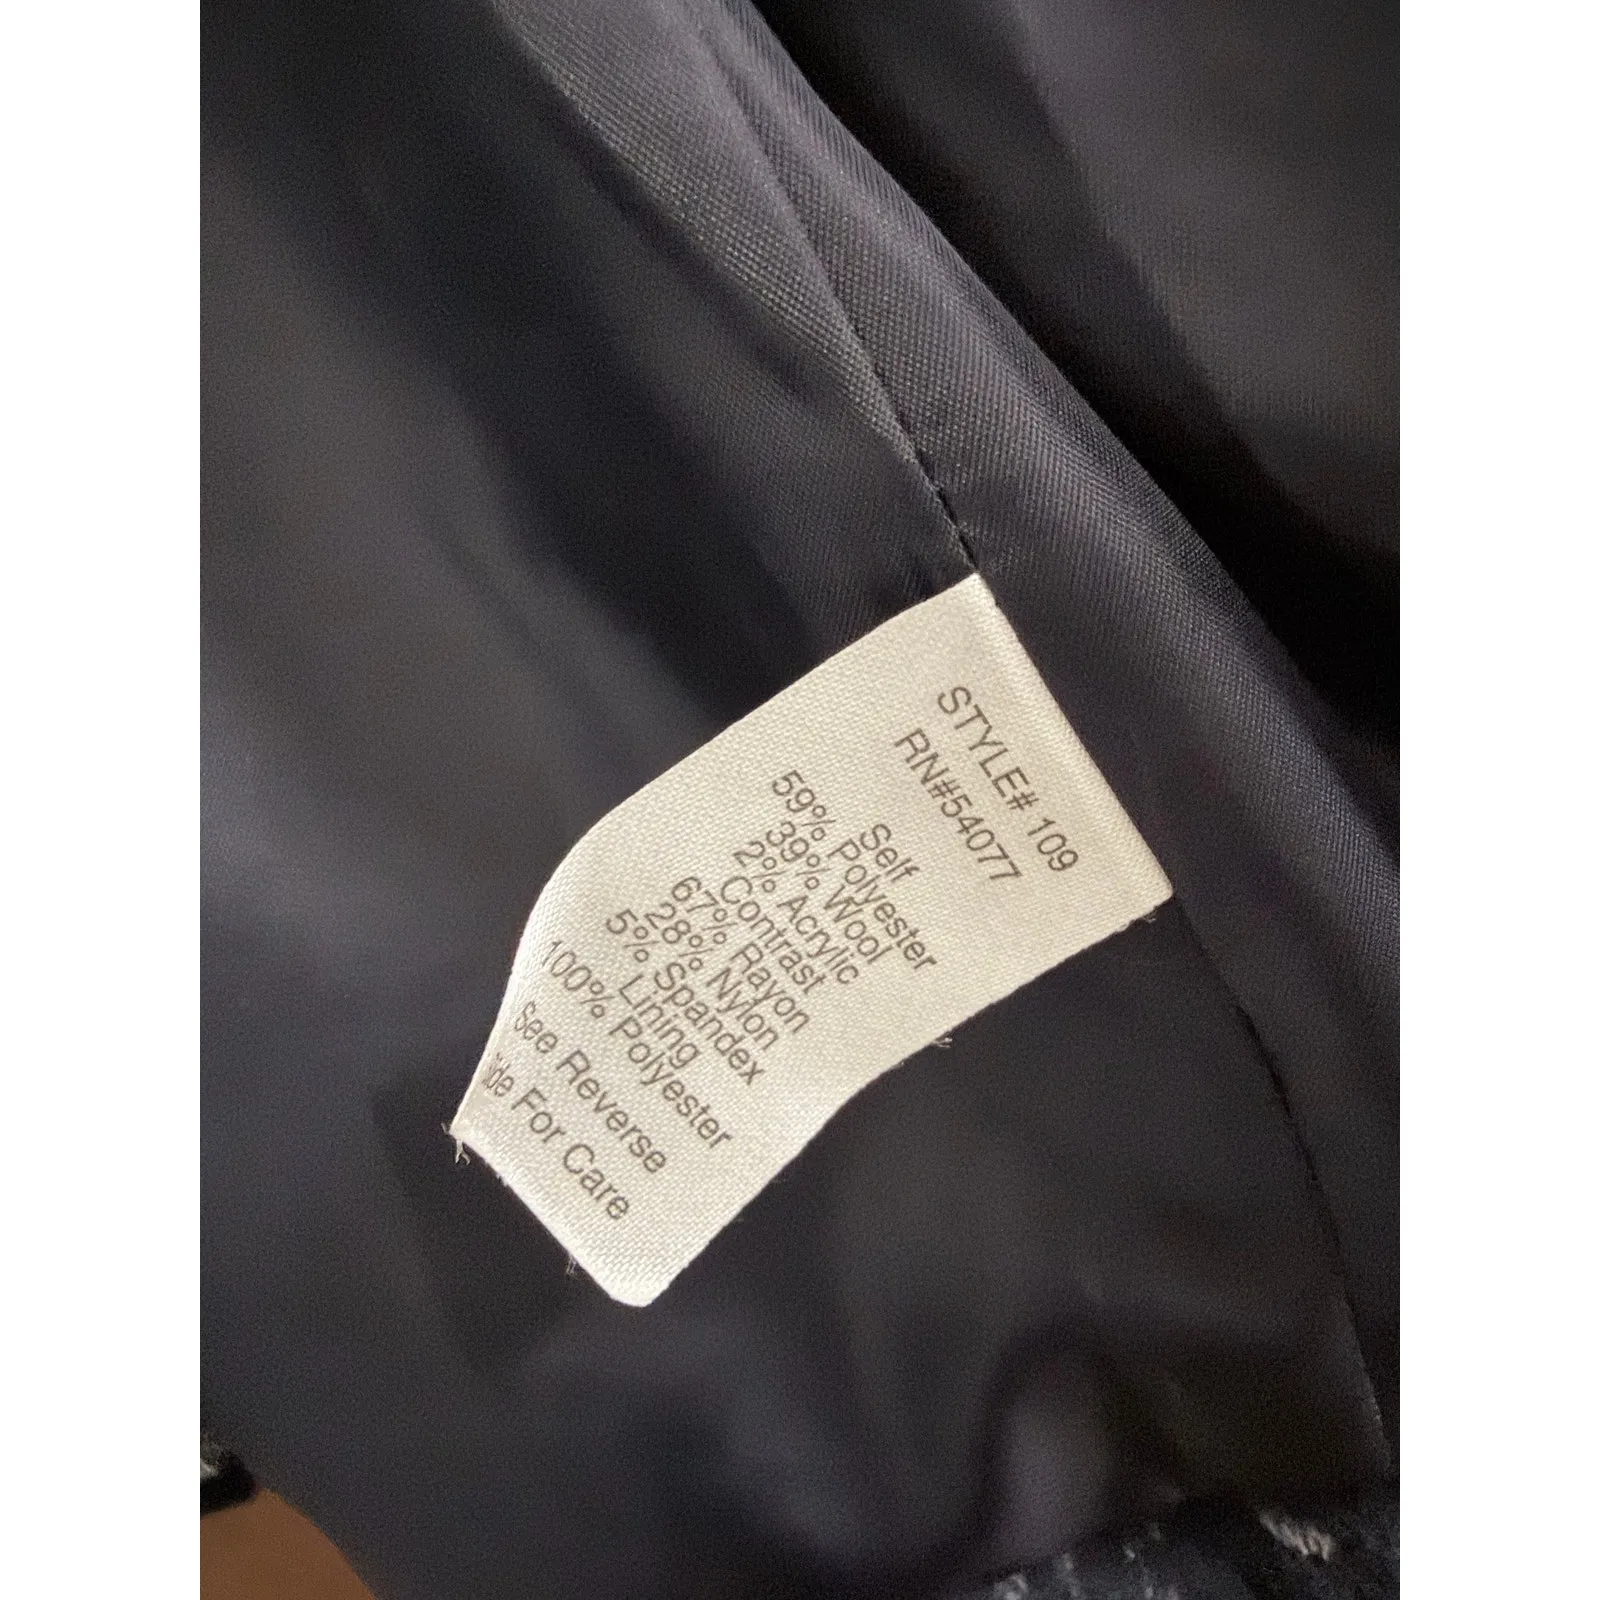 STYLE# 109
RN#54077
Self
59% Polyester
39% Wool
2% Acrylic
Contrast
67% Rayon
28% Nylon
5% Spandex
Lining
100% Polyester
See Reverse
Side For Care